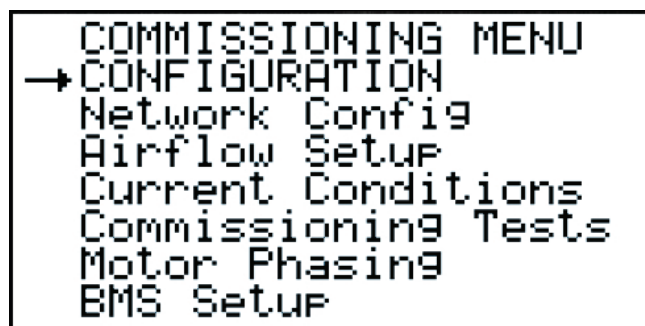 COMMISSIONING MENU
→CONFIGURATION
Network Config
Airflow Setup
Current Conditions
Commissioning Tests
Motor Phasing
BMS Setup